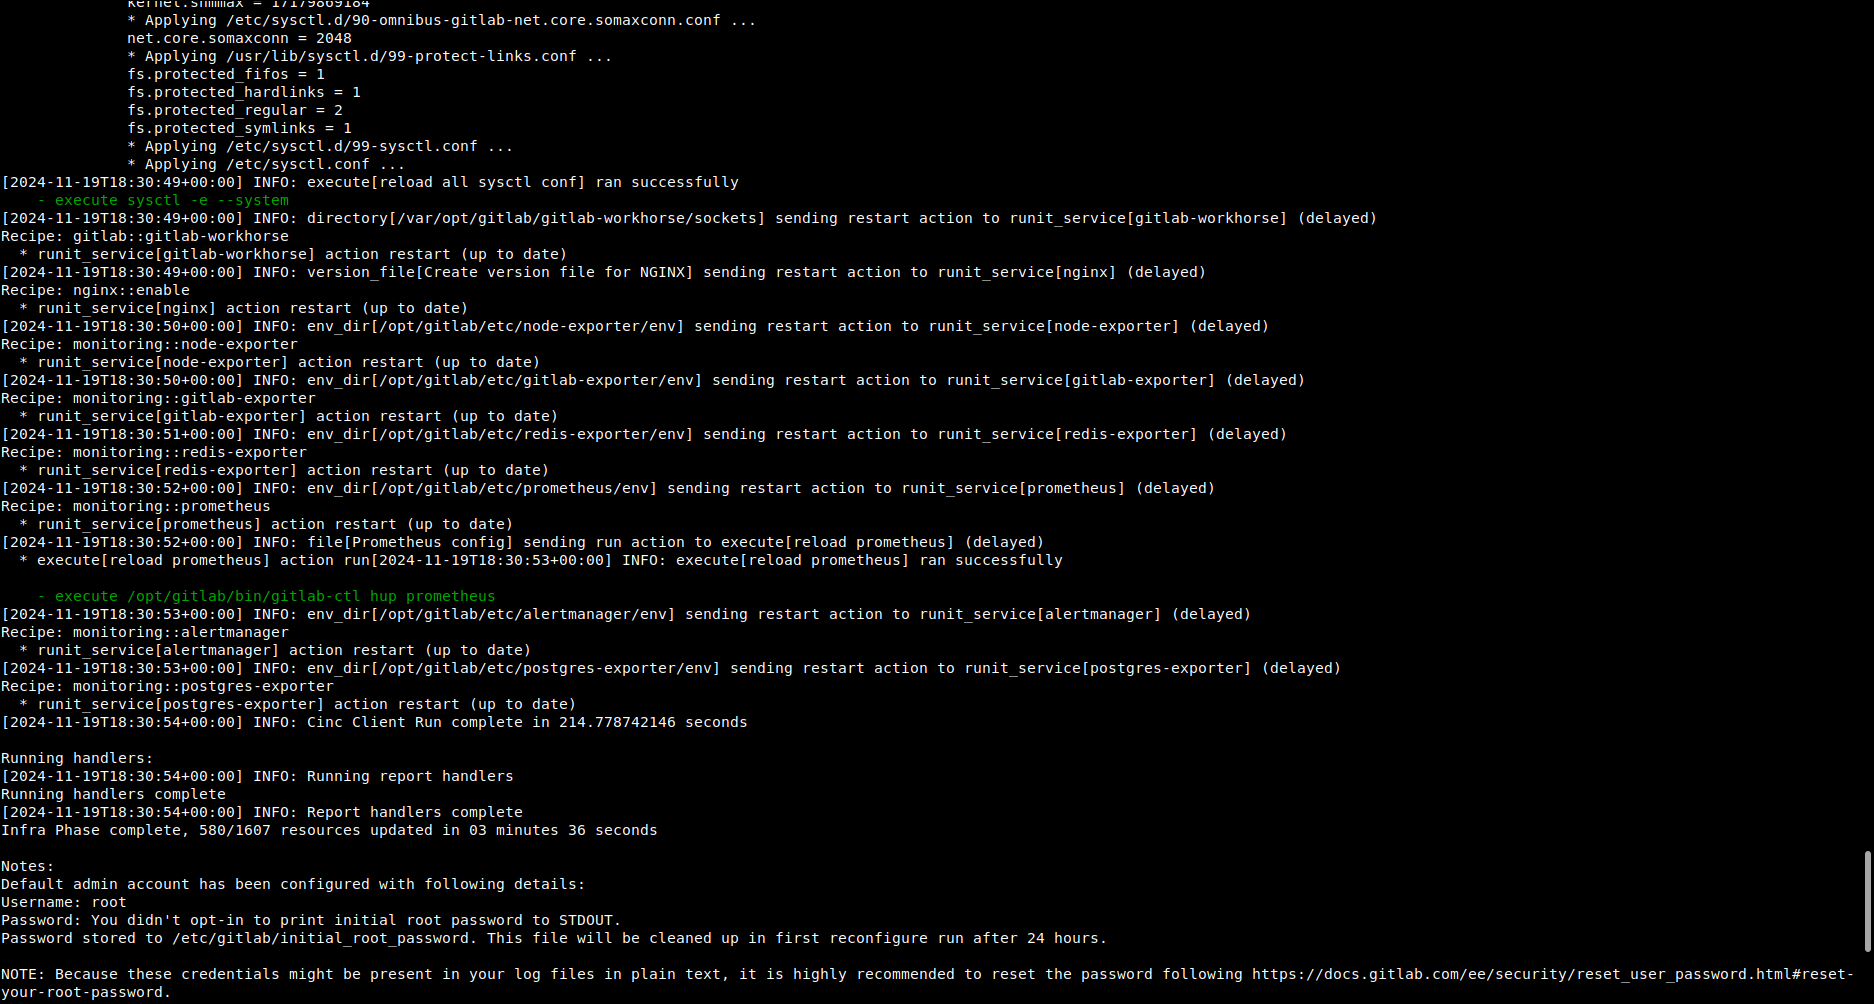 kernel.shmmax = 17179869184
* Applying /etc/sysctl.d/90-omnibus-gitlab-net.core.somaxconn.conf ...
net.core.somaxconn = 2048
* Applying /usr/lib/sysctl.d/99-protect-links.conf ...
fs.protected_fifos = 1
fs.protected_hardlinks = 1
fs.protected_regular = 2
fs.protected_symlinks = 1
* Applying /etc/sysctl.d/99-sysctl.conf ...
* Applying /etc/sysctl.conf ...
[2024-11-19T18:30:49+00:00] INFO: execute[reload all sysctl conf] ran successfully
- execute sysctl -e --system
[2024-11-19T18:30:49+00:00] INFO: directory[/var/opt/gitlab/gitlab-workhorse/sockets] sending restart action to runit_service[gitlab-workhorse] (delayed)
Recipe: gitlab::gitlab-workhorse
* runit_service[gitlab-workhorse] action restart (up to date)
[2024-11-19T18:30:49+00:00] INFO: version_file[Create version file for NGINX] sending restart action to runit_service[nginx] (delayed)
Recipe: nginx::enable
* runit_service[nginx] action restart (up to date)
[2024-11-19T18:30:50+00:00] INFO: env_dir[/opt/gitlab/etc/node-exporter/env] sending restart action to runit_service[node-exporter] (delayed)
Recipe: monitoring::node-exporter
* runit_service[node-exporter] action restart (up to date)
[2024-11-19T18:30:50+00:00] INFO: env_dir[/opt/gitlab/etc/gitlab-exporter/env] sending restart action to runit_service[gitlab-exporter] (delayed)
Recipe: monitoring::gitlab-exporter
* runit_service[gitlab-exporter] action restart (up to date)
[2024-11-19T18:30:51+00:00] INFO: env_dir[/opt/gitlab/etc/redis-exporter/env] sending restart action to runit_service[redis-exporter] (delayed)
Recipe: monitoring::redis-exporter
* runit_service[redis-exporter] action restart (up to date)
[2024-11-19T18:30:52+00:00] INFO: env_dir[/opt/gitlab/etc/prometheus/env] sending restart action to runit_service[prometheus] (delayed)
Recipe: monitoring::prometheus
* runit_service[prometheus] action restart (up to date)
[2024-11-19T18:30:52+00:00] INFO: file[Prometheus config] sending run action to execute[reload prometheus] (delayed)
* execute[reload prometheus] action run[2024-11-19T18:30:53+00:00] INFO: execute[reload prometheus] ran successfully
- execute /opt/gitlab/bin/gitlab-ctl hup prometheus
[2024-11-19T18:30:53+00:00] INFO: env_dir[/opt/gitlab/etc/alertmanager/env] sending restart action to runit_service[alertmanager] (delayed)
Recipe: monitoring::alertmanager
* runit_service[alertmanager] action restart (up to date)
[2024-11-19T18:30:53+00:00] INFO: env_dir[/opt/gitlab/etc/postgres-exporter/env] sending restart action to runit_service[postgres-exporter] (delayed)
Recipe: monitoring::postgres-exporter
* runit_service[postgres-exporter] action restart (up to date)
[2024-11-19T18:30:54+00:00] INFO: Cinc Client Run complete in 214.778742146 seconds
Running handlers:
[2024-11-19T18:30:54+00:00] INFO: Running report handlers
Running handlers complete
[2024-11-19T18:30:54+00:00] INFO: Report handlers complete
Infra Phase complete, 580/1607 resources updated in 03 minutes 36 seconds
Notes:
Default admin account has been configured with following details:
Username: root
Password: You didn't opt-in to print initial root password to STDOUT.
Password stored to /etc/gitlab/initial_root_password. This file will be cleaned up in first reconfigure run after 24 hours.
NOTE: Because these credentials might be present in your log files in plain text, it is highly recommended to reset the password following https://docs.gitlab.com/ee/security/reset_user_password.html#reset-
your-root-password.